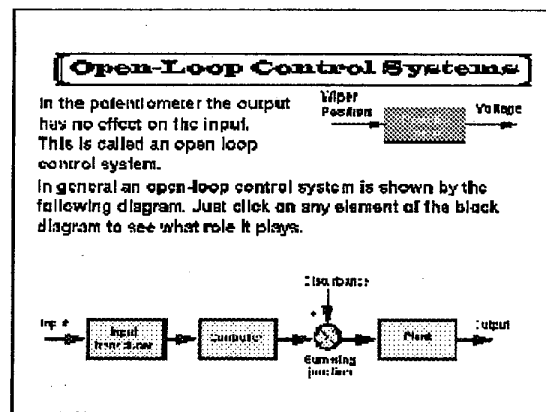 Open-Loop Control Systems
In the potentiometer the output
has no effect on the input.
This is called an open loop
control system.
Wiper
Position
Voltage
In general an open-loop control system is shown by the
following diagram. Just click on any element of the block
diagram to see what role it plays.
Disturbance
+
Input
Input
transducer
Controller
Summing
junction
Plant
Output